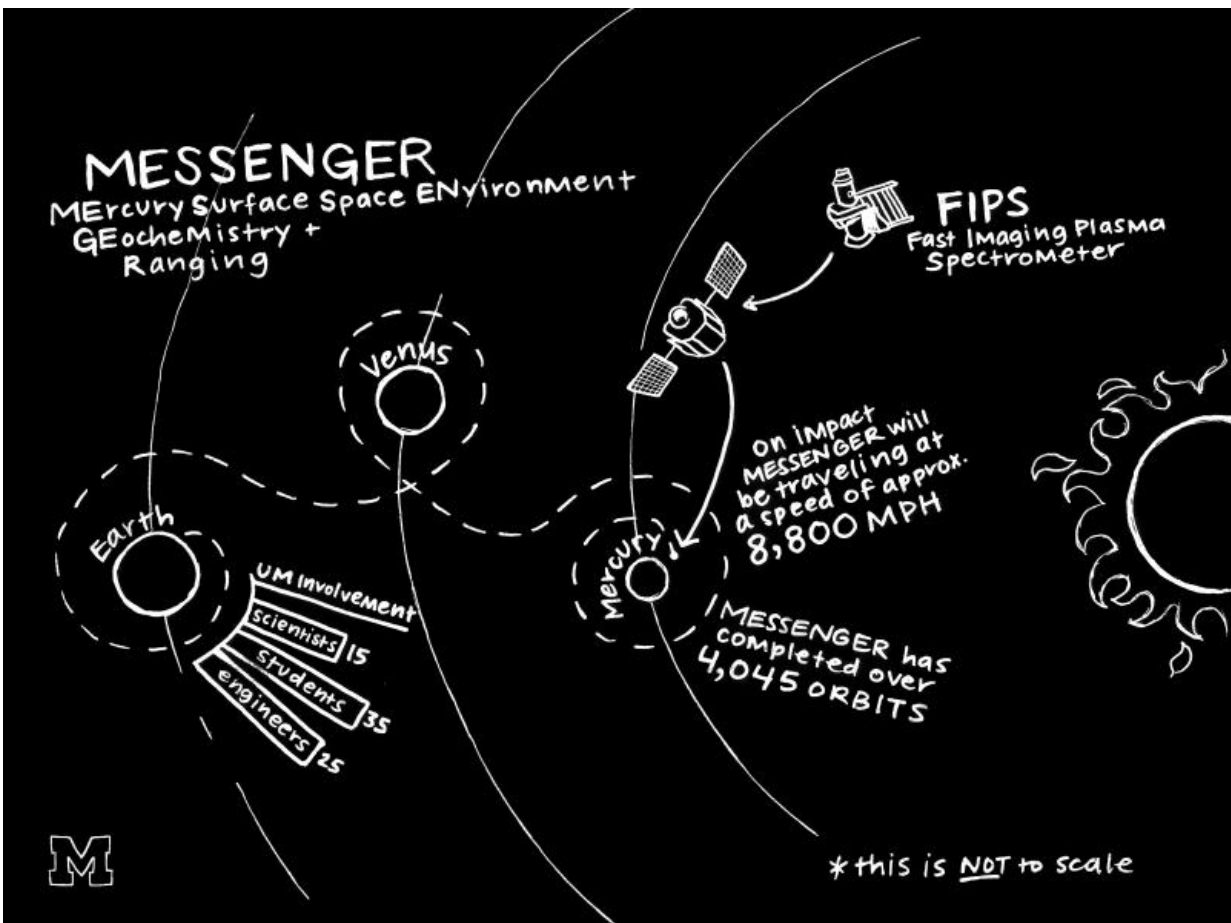 MESSENGER
MErcury Surface Space ENvironment
GEocheMistry +
Ranging
FIPS
Fast Imaging Plasma
Spectrometer
Venus
Earth
UM Involvement
scientists 15
students 35
engineers 25
Mercury
on impact
MESSENGER will
be traveling at
a speed of approx.
8,800 MPH
MESSENGER has
completed over
4,045 ORBITS
M
* this is NOT to scale